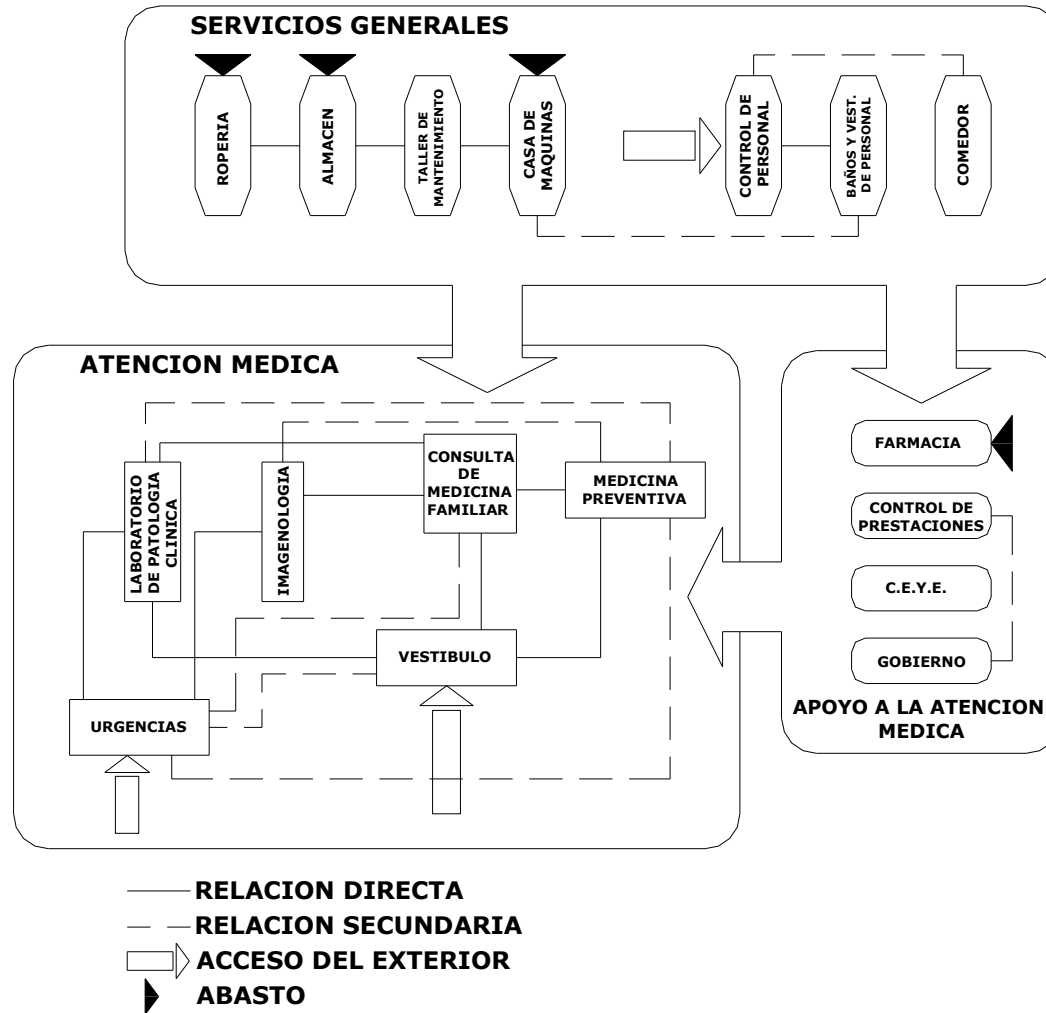 SERVICIOS GENERALES
ROPERIA
ALMACEN
TALLER DE
MANTENIMIENTO
CASA DE
MAQUINAS
CONTROL DE
PERSONAL
BAÑOS Y VEST.
DE PERSONAL
COMEDOR
ATENCION MEDICA
LABORATORIO
DE PATOLOGIA
CLINICA
IMAGENOLOGIA
CONSULTA
DE
MEDICINA
FAMILIAR
MEDICINA
PREVENTIVA
VESTIBULO
URGENCIAS
FARMACIA
CONTROL DE
PRESTACIONES
C.E.Y.E.
GOBIERNO
APOYO A LA ATENCION
MEDICA
RELACION DIRECTA
RELACION SECUNDARIA
ACCESO DEL EXTERIOR
ABASTO